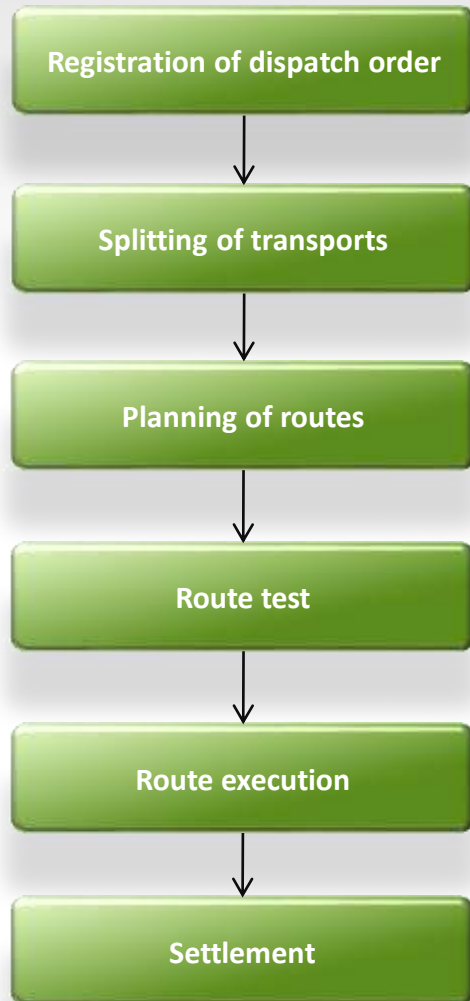 Registration of dispatch order
Splitting of transports
Planning of routes
Route test
Route execution
Settlement